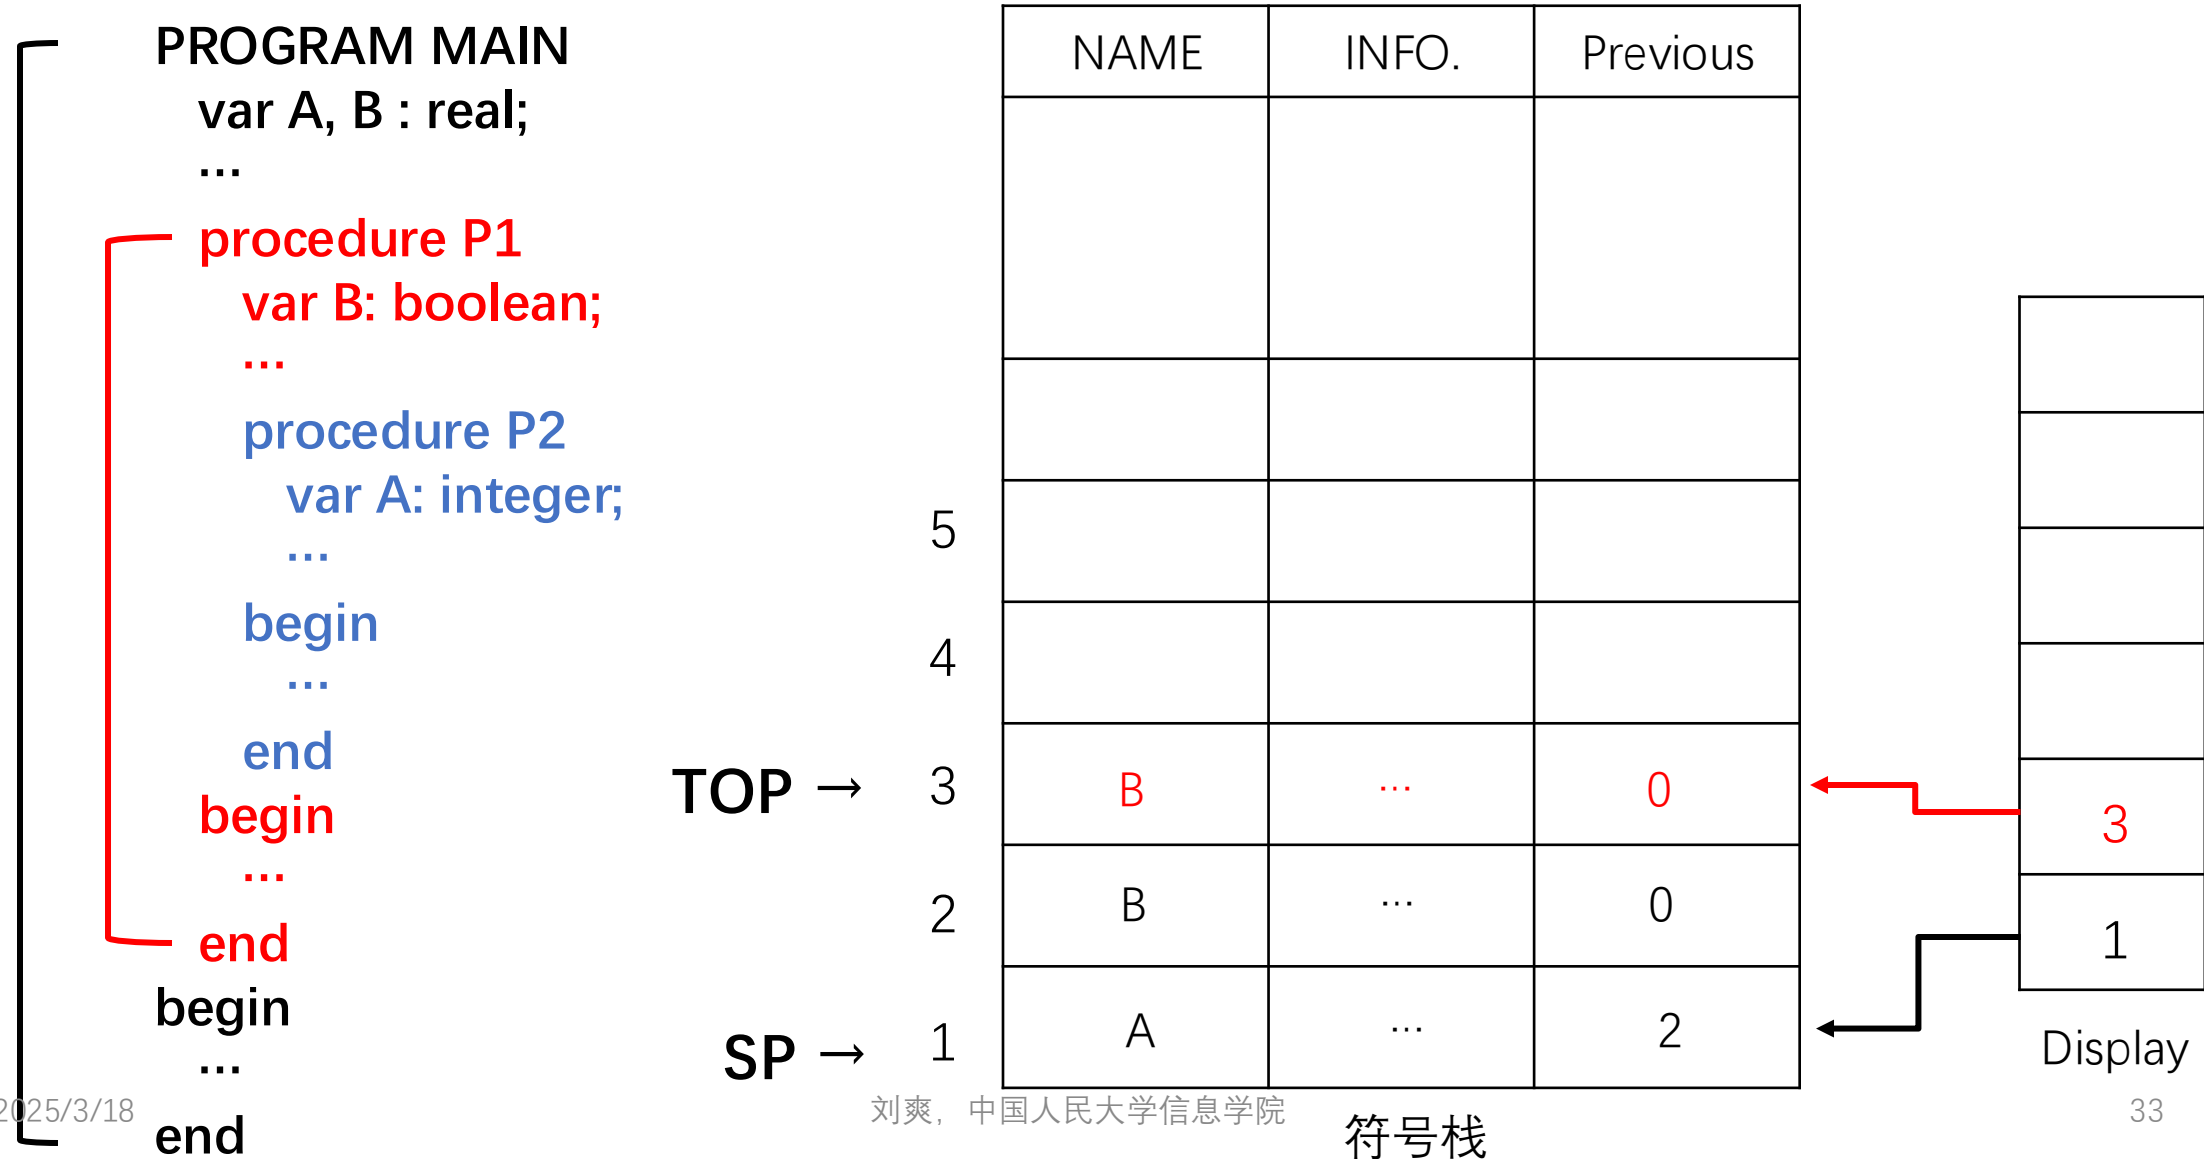 PROGRAM MAIN
var A, B : real;
…
procedure P1
var B: boolean;
…
procedure P2
var A: integer;
…
begin
…
end
begin
…
end
begin
…
end
NAME INFO. Previous
5
4
TOP → 3 B … 0
2 B … 0
SP → 1 A … 2
符号栈
3
1
Display
2025/3/18
刘爽，中国人民大学信息学院
33